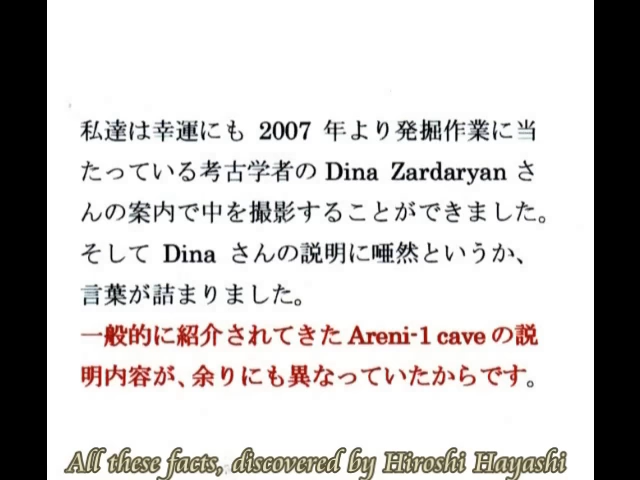 私達は幸運にも 2007 年より発掘作業に当
たっている考古学者の Dina Zardaryan さ
んの案内で中を撮影することができました。
そして Dina さんの説明に唖然というか、
言葉が詰まりました。
一般的に紹介されてきた Areni-1 cave の説
明内容が、余りにも異なっていたからです。
All these facts, discovered by Hiroshi Hayashi